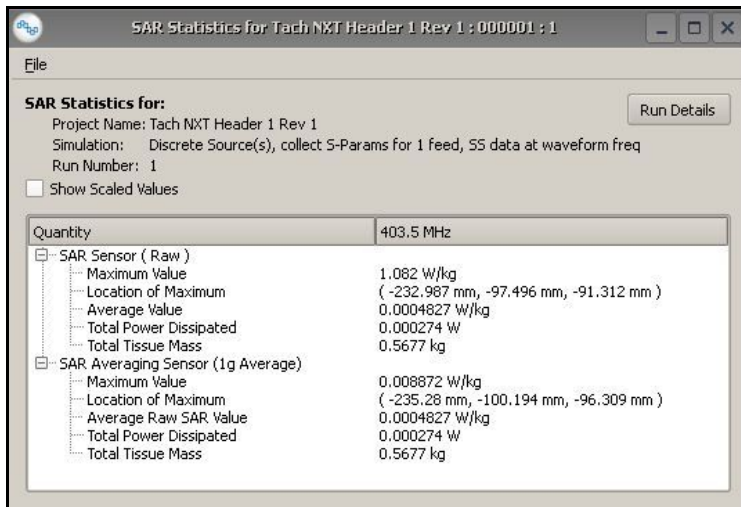 SAR Statistics for Tach NXT Header 1 Rev 1 : 000001 : 1
File
SAR Statistics for:
Run Details
Project Name: Tach NXT Header 1 Rev 1
Simulation: Discrete Source(s), collect S-Params for 1 feed, SS data at waveform freq
Run Number: 1
Show Scaled Values
Quantity 403.5 MHz
SAR Sensor ( Raw )
Maximum Value 1.082 W/kg
Location of Maximum ( -232.987 mm, -97.496 mm, -91.312 mm )
Average Value 0.0004827 W/kg
Total Power Dissipated 0.000274 W
Total Tissue Mass 0.5677 kg
SAR Averaging Sensor (1g Average)
Maximum Value 0.008872 W/kg
Location of Maximum ( -235.28 mm, -100.194 mm, -96.309 mm )
Average Raw SAR Value 0.0004827 W/kg
Total Power Dissipated 0.000274 W
Total Tissue Mass 0.5677 kg